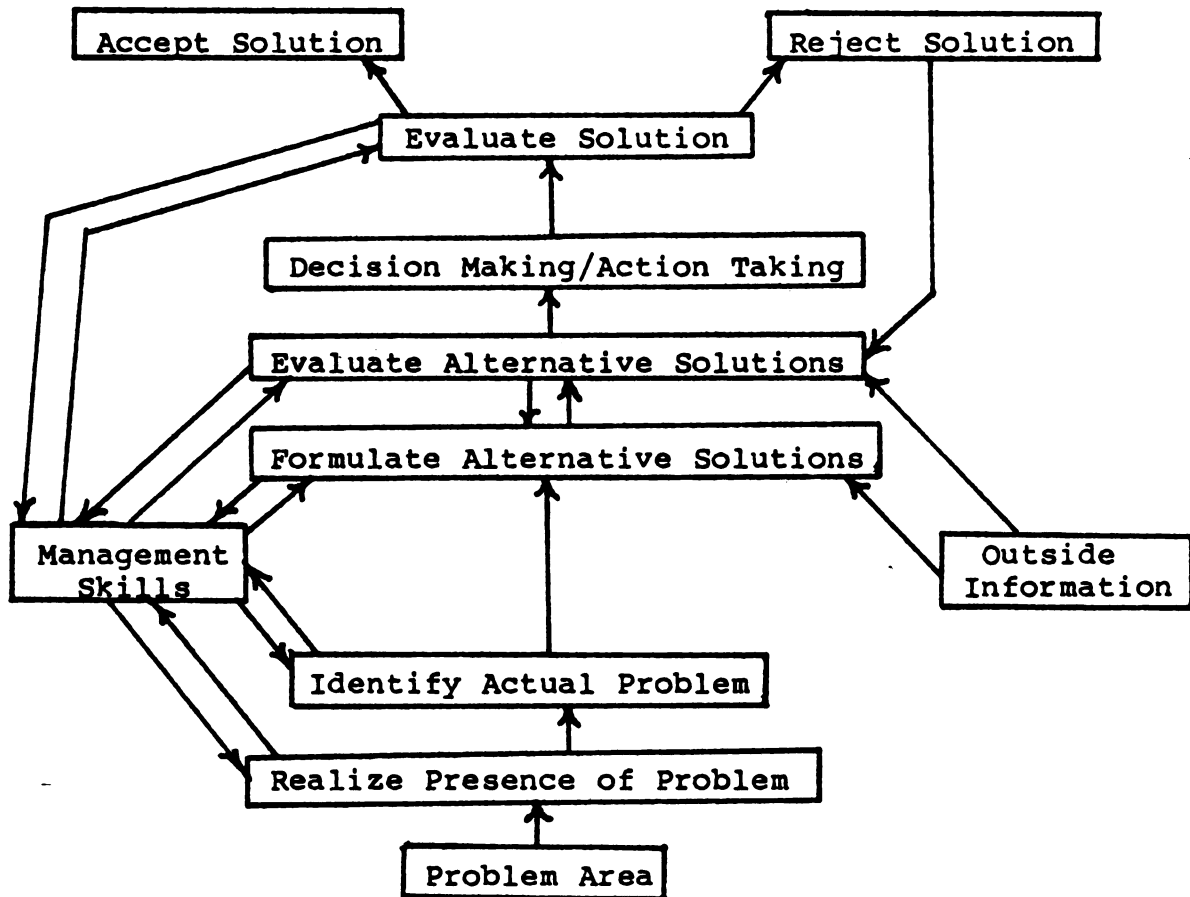 Accept Solution
Reject Solution
Evaluate Solution
Decision Making/Action Taking
Evaluate Alternative Solutions
Formulate Alternative Solutions
Management
Skills
Outside
Information
Identify Actual Problem
Realize Presence of Problem
Problem Area